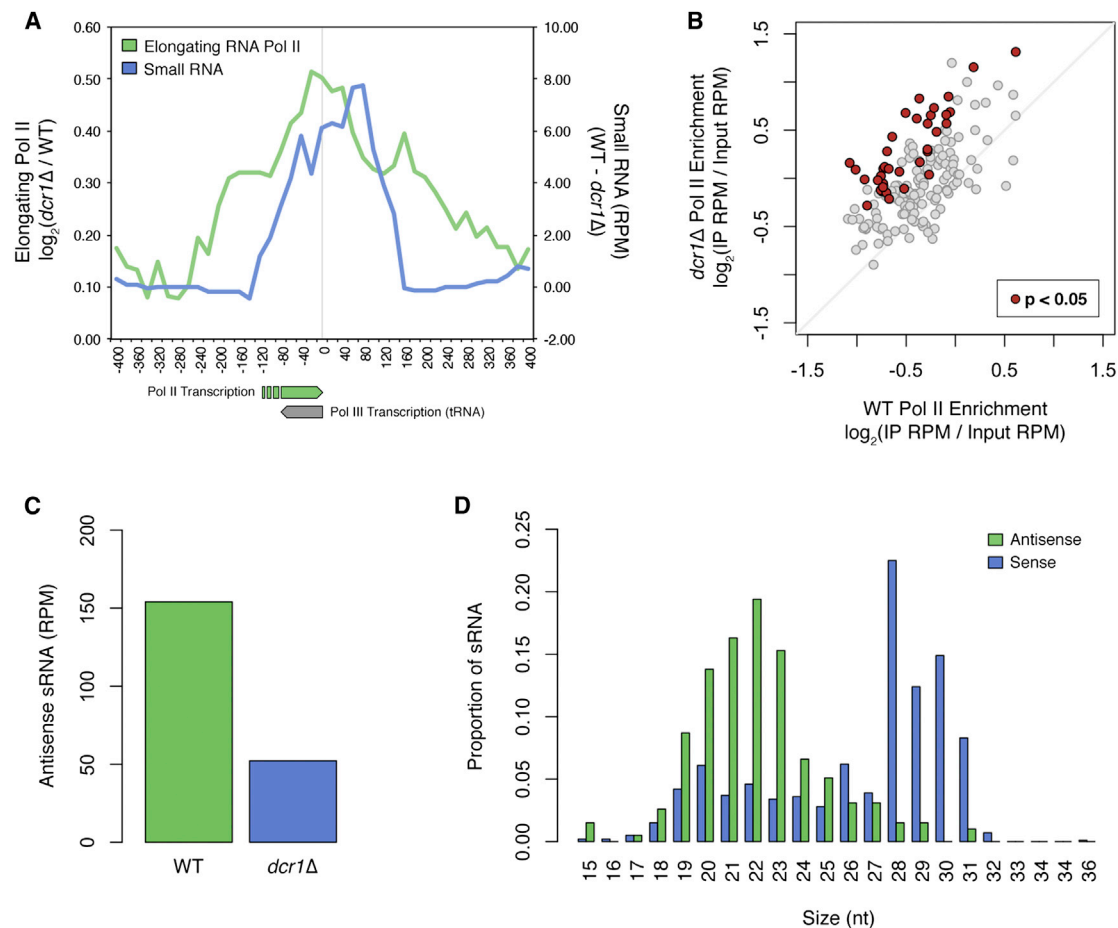 A
Elongating RNA Pol II
Small RNA
Elongating Pol II
log2(dcr1Δ / WT)
0.60
0.50
0.40
0.30
0.20
0.10
0.00
10.00
8.00
6.00
4.00
2.00
0.00
-2.00
Small RNA (RPM)
(WT - dcr1Δ)
-400 -360 -320 -280 -240 -200 -160 -120 -80 -40 0 40 80 120 160 200 240 280 320 360 400
Pol II Transcription
Pol III Transcription (tRNA)
B
dcr1Δ Pol II Enrichment
log2(IP RPM / Input RPM)
1.5
0.5
-0.5
-1.5
p < 0.05
-1.5 -0.5 0.5 1.5
WT Pol II Enrichment
log2(IP RPM / Input RPM)
C
Antisense sRNA (RPM)
200
150
100
50
0
WT dcr1Δ
D
Proportion of sRNA
0.25
0.20
0.15
0.10
0.05
0.00
Antisense
Sense
15 16 17 18 19 20 21 22 23 24 25 26 27 28 29 30 31 32 33 34 34 36
Size (nt)